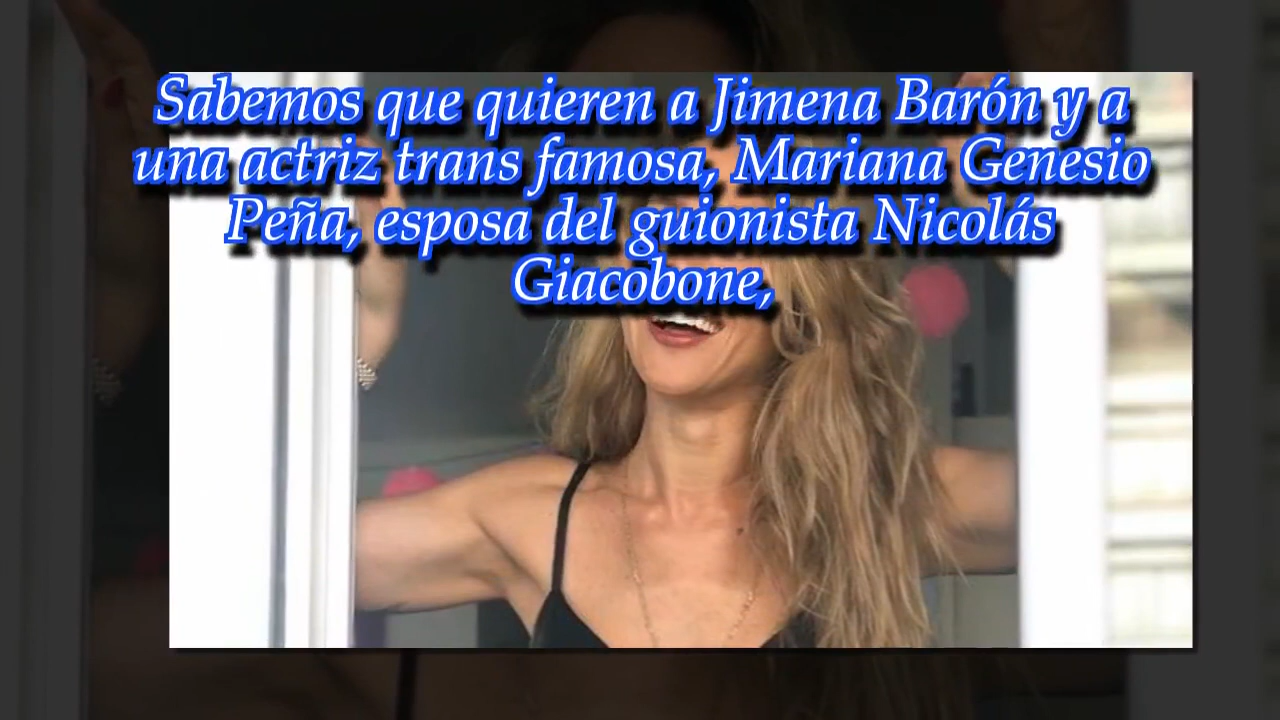 Sabemos que quieren a Jimena Barón y a
una actriz trans famosa, Mariana Genesio
Peña, esposa del guionista Nicolás
Giacobone,